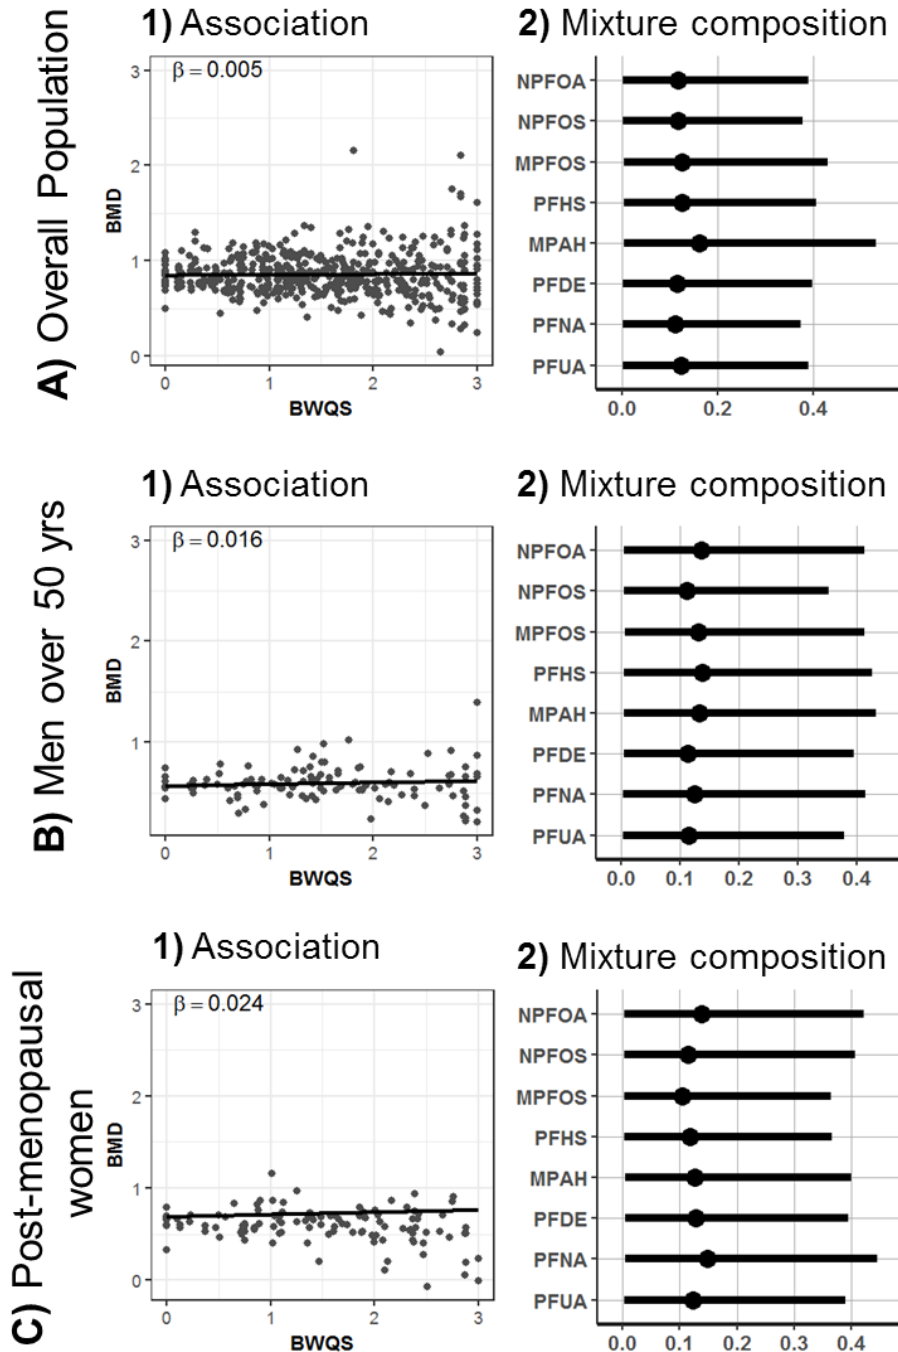 A) Overall Population
1) Association
β = 0.005
3
2
1
0
BMD
0 1 2 3
BWQS
2) Mixture composition
NPFOA
NPFOS
MPFOS
PFHS
MPAH
PFDE
PFNA
PFUA
0.0 0.2 0.4
B) Men over 50 yrs
1) Association
β = 0.016
3
2
1
BMD
0 1 2 3
BWQS
2) Mixture composition
NPFOA
NPFOS
MPFOS
PFHS
MPAH
PFDE
PFNA
PFUA
0.0 0.1 0.2 0.3 0.4
C) Post-menopausal
women
1) Association
β = 0.024
3
2
1
0
BMD
0 1 2 3
BWQS
2) Mixture composition
NPFOA
NPFOS
MPFOS
PFHS
MPAH
PFDE
PFNA
PFUA
0.0 0.1 0.2 0.3 0.4